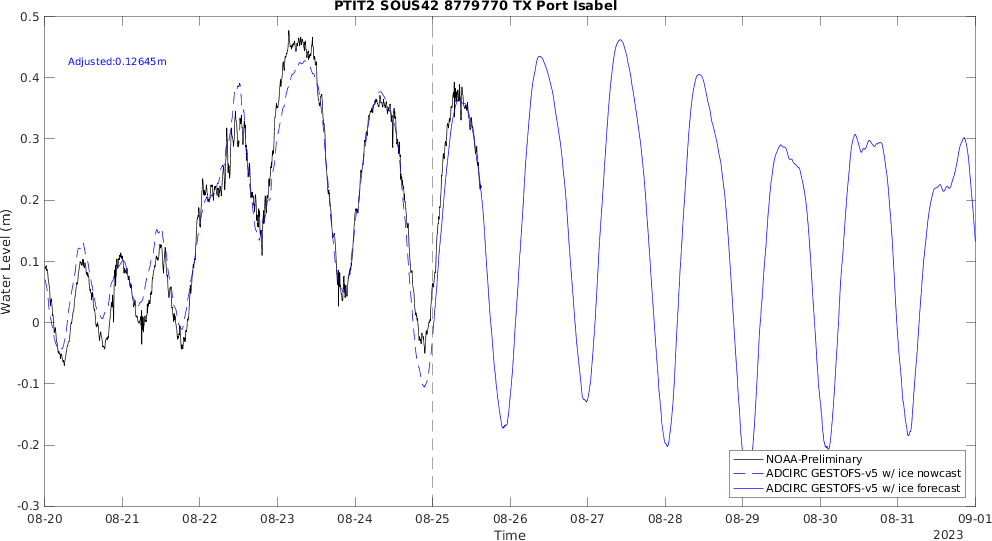 PTIT2 SOUS42 8779770 TX Port Isabel
Adjusted:0.12645m
Water Level (m)
0.5
0.4
0.3
0.2
0.1
0
-0.1
-0.2
-0.3
NOAA-Preliminary
ADCIRC GESTOFS-v5 w/ ice nowcast
ADCIRC GESTOFS-v5 w/ ice forecast
08-20 08-21 08-22 08-23 08-24 08-25 08-26 08-27 08-28 08-29 08-30 08-31 09-01
Time
2023